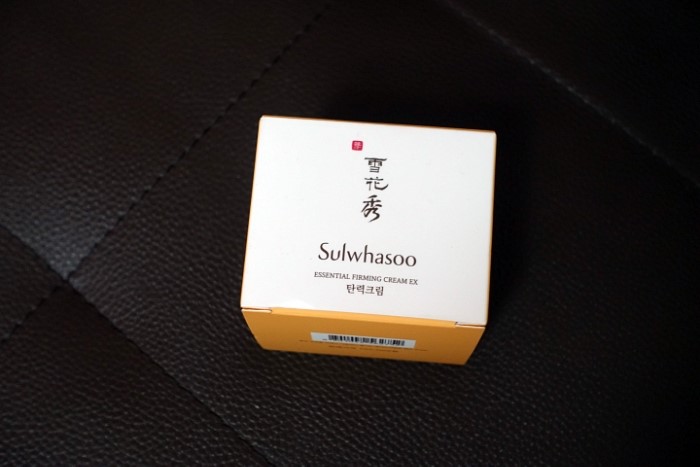 雪
花
秀
Sulwhasoo
ESSENTIAL FIRMING CREAM EX
탄력크림